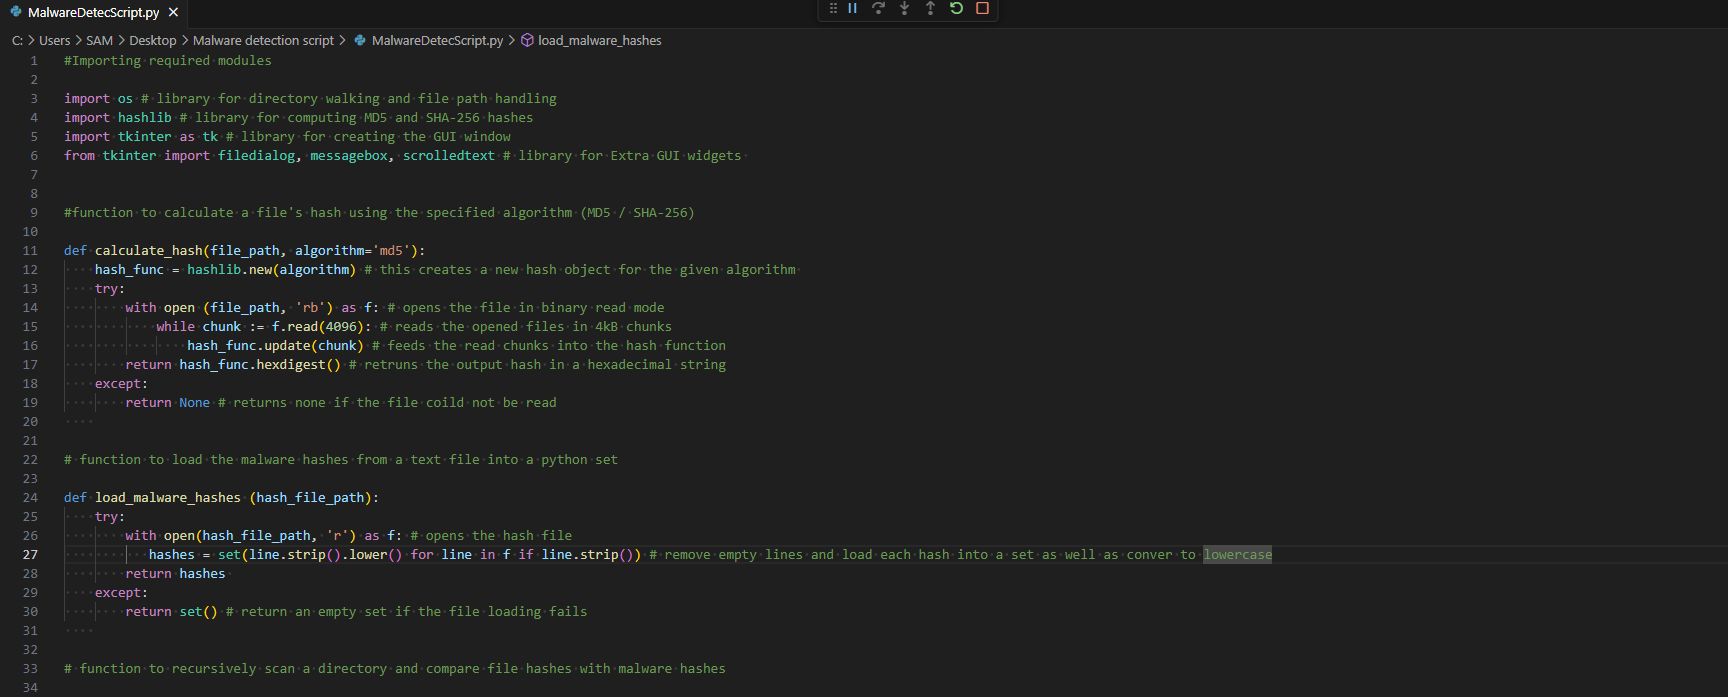 MalwareDetecScript.py
C: > Users > SAM > Desktop > Malware detection script > MalwareDetecScript.py > load_malware_hashes
1 #Importing required modules
2
3 import os # library for directory walking and file path handling
4 import hashlib # library for computing MD5 and SHA-256 hashes
5 import tkinter as tk # library for creating the GUI window
6 from tkinter import filedialog, messagebox, scrolledtext # library for Extra GUI widgets
7
8
9 #function to calculate a file's hash using the specified algorithm (MD5 / SHA-256)
10
11 def calculate_hash(file_path, algorithm='md5'):
12     hash_func = hashlib.new(algorithm) # this creates a new hash object for the given algorithm
13     try:
14         with open (file_path, 'rb') as f: # opens the file in binary read mode
15             while chunk := f.read(4096): # reads the opened files in 4kB chunks
16                 hash_func.update(chunk) # feeds the read chunks into the hash function
17         return hash_func.hexdigest() # retruns the output hash in a hexadecimal string
18     except:
19         return None # returns none if the file coild not be read
20
21
22 # function to load the malware hashes from a text file into a python set
23
24 def load_malware_hashes (hash_file_path):
25     try:
26         with open(hash_file_path, 'r') as f: # opens the hash file
27            hashes = set(line.strip().lower() for line in f if line.strip()) # remove empty lines and load each hash into a set as well as conver to lowercase
28         return hashes
29     except:
30         return set() # return an empty set if the file loading fails
31
32
33 # function to recursively scan a directory and compare file hashes with malware hashes
34